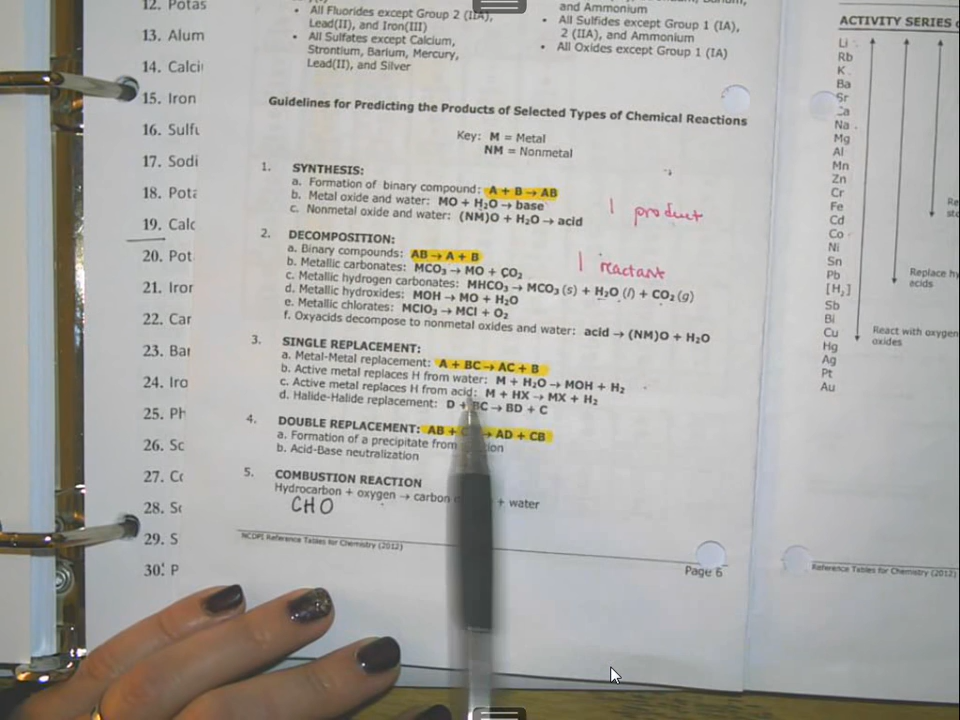 12. Potas
13. Alum
14. Calci
15. Iron
16. Sulfu
17. Sodi
18. Pota
19. Calc
20. Pot
21. Iror
22. Car
23. Bar
24. Iro
25. Ph
26. Sc
27. Cc
28. Sc
29. S
30. P
• All Fluorides except Group 2 (IIA),
Lead(II), and Iron(III)
• All Sulfates except Calcium,
Strontium, Barium, Mercury,
Lead(II), and Silver
and Ammonium
• All Sulfides except Group 1 (IA),
2 (IIA), and Ammonium
• All Oxides except Group 1 (IA)
Guidelines for Predicting the Products of Selected Types of Chemical Reactions
Key: M = Metal
NM = Nonmetal
1. SYNTHESIS:
a. Formation of binary compound: A + B → AB
b. Metal oxide and water: MO + H₂O → base
c. Nonmetal oxide and water: (NM)O + H₂O → acid
1 product
2. DECOMPOSITION:
a. Binary compounds: AB → A + B
b. Metallic carbonates: MCO₃ → MO + CO₂
c. Metallic hydrogen carbonates: MHCO₃ → MCO₃ (s) + H₂O (l) + CO₂ (g)
d. Metallic hydroxides: MOH → MO + H₂O
e. Metallic chlorates: MClO₃ → MCl + O₂
f. Oxyacids decompose to nonmetal oxides and water: acid → (NM)O + H₂O
1 reactant
3. SINGLE REPLACEMENT:
a. Metal-Metal replacement: A + BC → AC + B
b. Active metal replaces H from water: M + H₂O → MOH + H₂
c. Active metal replaces H from acid: M + HX → MX + H₂
d. Halide-Halide replacement: D + BC → BD + C
4. DOUBLE REPLACEMENT: AB + C → AD + CB
a. Formation of a precipitate from
b. Acid-Base neutralization
5. COMBUSTION REACTION
Hydrocarbon + oxygen → carbon + water
CHO
NCDPI Reference Tables for Chemistry (2012)
Page 6
ACTIVITY SERIES
Li
Rb
K
Ba
Sr
Ca
Na
Mg
Al
Mn
Zn
Cr
Fe
Cd
Co
Ni
Sn
Pb
[H₂]
Sb
Bi
Cu
Hg
Ag
Pt
Au
Replace hy
acids
React with oxygen
oxides
Reference Tables for Chemistry (2012)